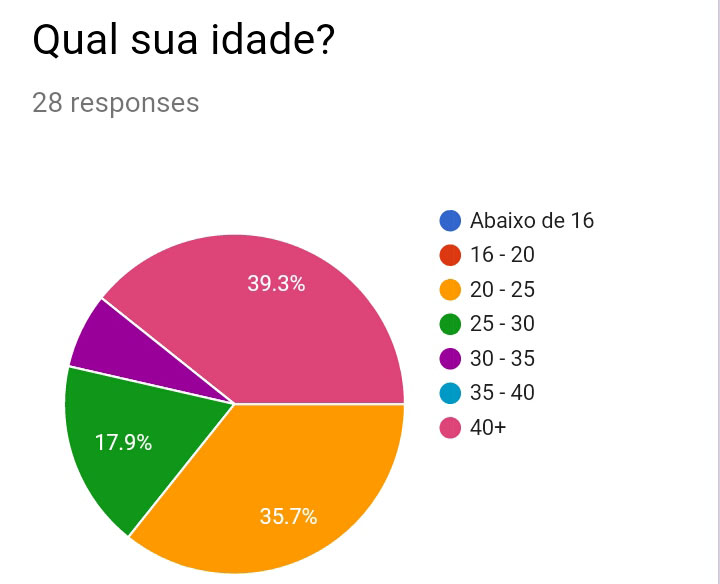 Qual sua idade?
28 responses
Abaixo de 16
16 - 20
20 - 25
25 - 30
30 - 35
35 - 40
40+
39.3%
17.9%
35.7%